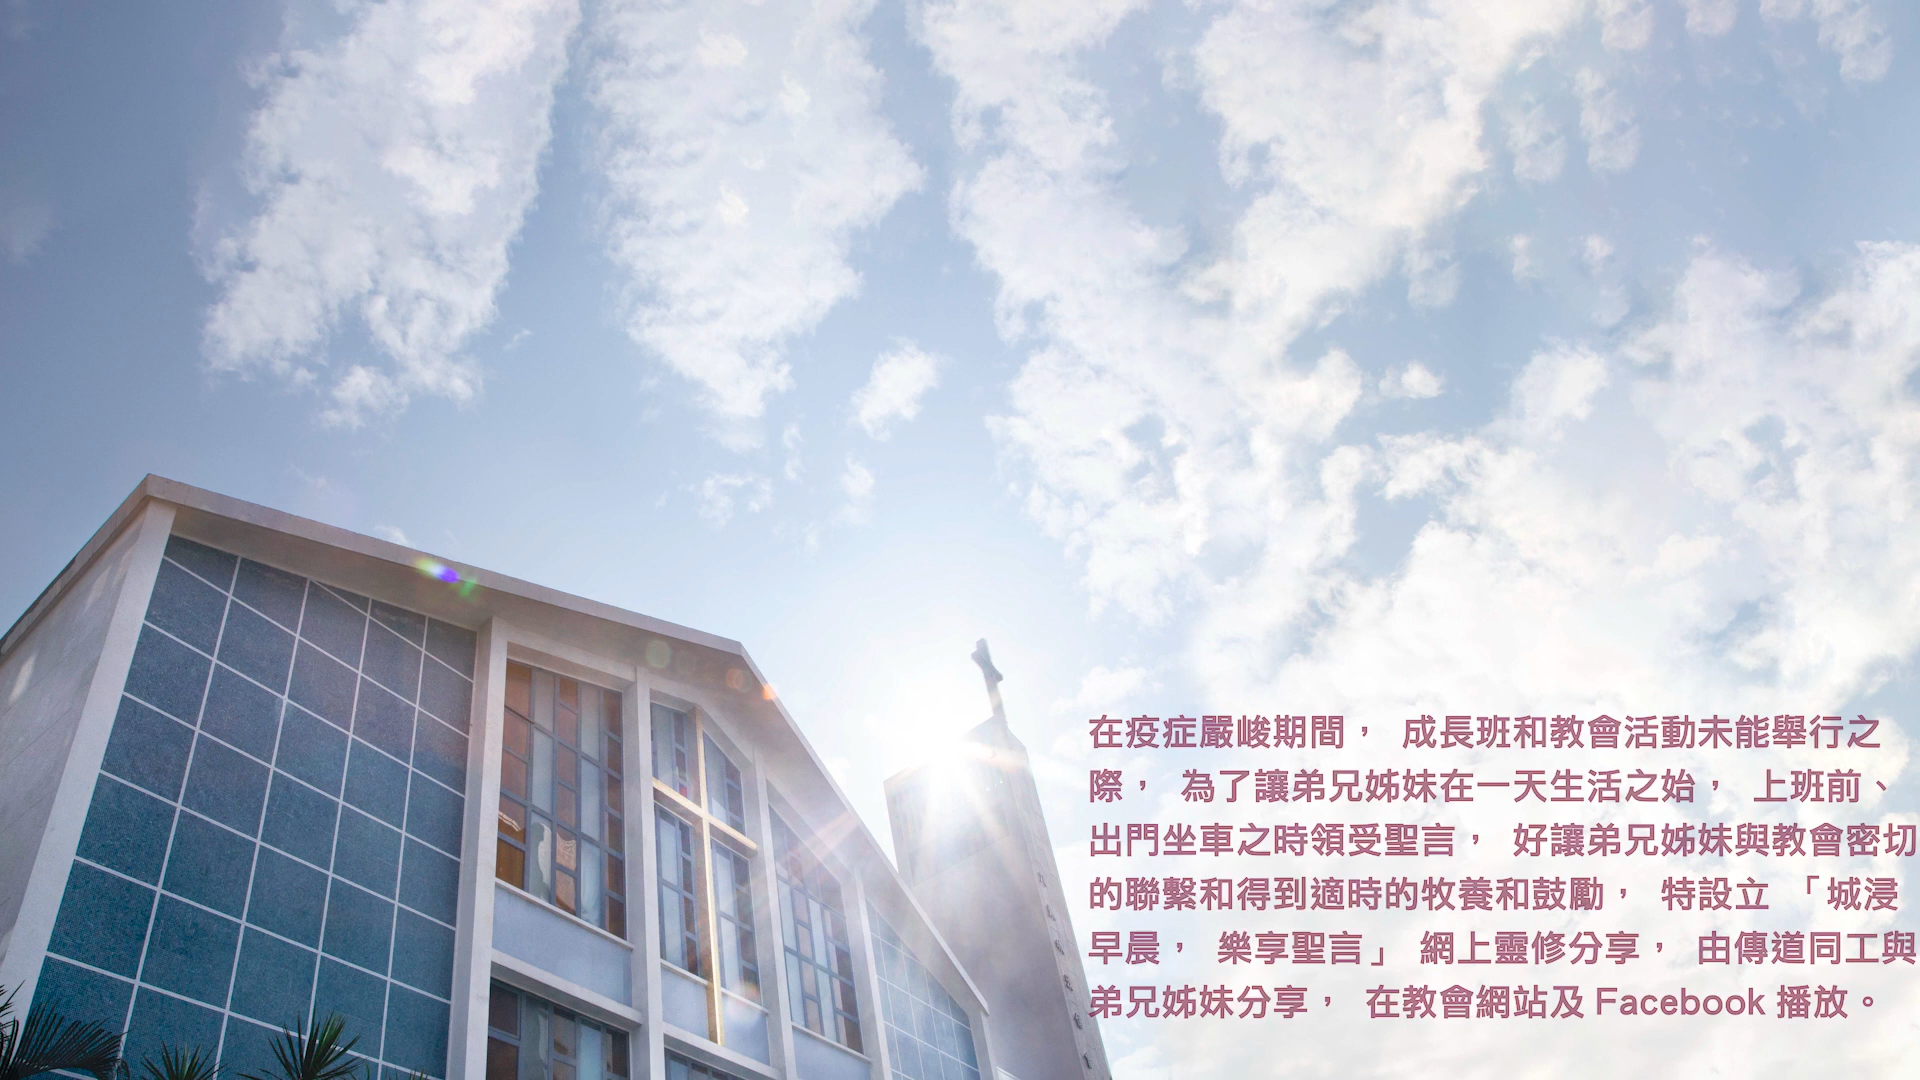 在疫症嚴峻期間， 成長班和教會活動未能舉行之
際， 為了讓弟兄姊妹在一天生活之始， 上班前、
出門坐車之時領受聖言， 好讓弟兄姊妹與教會密切
的聯繫和得到適時的牧養和鼓勵， 特設立 「城浸
早晨， 樂享聖言」 網上靈修分享， 由傳道同工與
弟兄姊妹分享， 在教會網站及 Facebook 播放。